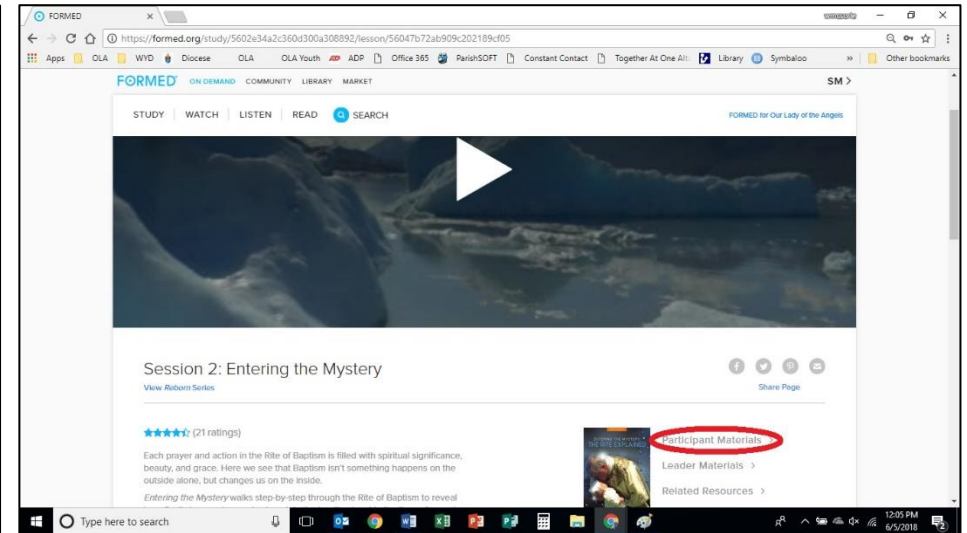 FORMED
https://formed.org/study/5602e34a2c360d300a308892/lesson/56047b72ab909c202189cf05
Apps OLA WYD Diocese OLA OLA Youth ADP Office 365 ParishSOFT Constant Contact Together At One Alt Library Symbaloo » Other bookmarks
FORMED ON DEMAND COMMUNITY LIBRARY MARKET SM >
STUDY WATCH LISTEN READ SEARCH FORMED for Our Lady of the Angels
Session 2: Entering the Mystery
View Reborn Series
Share Page
(21 ratings)
Each prayer and action in the Rite of Baptism is filled with spiritual significance,
beauty, and grace. Here we see that Baptism isn't something happens on the
outside alone, but changes us on the inside.
Entering the Mystery walks step-by-step through the Rite of Baptism to reveal
THE RITE EXPLAINED
Participant Materials >
Leader Materials >
Related Resources >
Type here to search
12:05 PM
6/5/2018